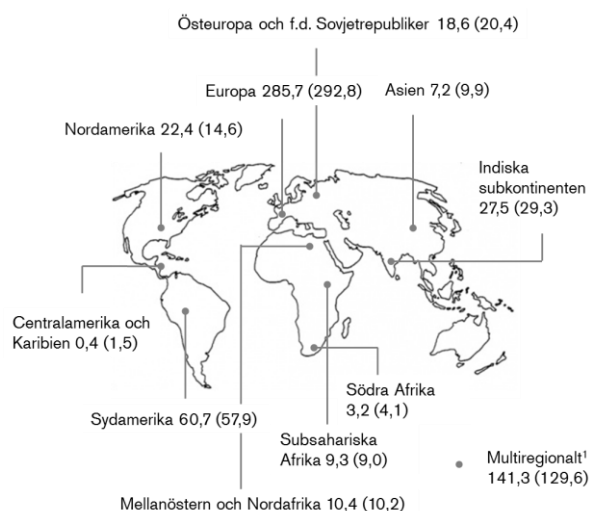 Östeuropa och f.d. Sovjetrepubliker 18,6 (20,4)
Europa 285,7 (292,8)
Asien 7,2 (9,9)
Nordamerika 22,4 (14,6)
Indiska
subkontinenten
27,5 (29,3)
Centralamerika och
Karibien 0,4 (1,5)
Södra Afrika
3,2 (4,1)
Sydamerika 60,7 (57,9)
Subsahariska
Afrika 9,3 (9,0)
Multiregionalt¹
141,3 (129,6)
Mellanöstern och Nordafrika 10,4 (10,2)